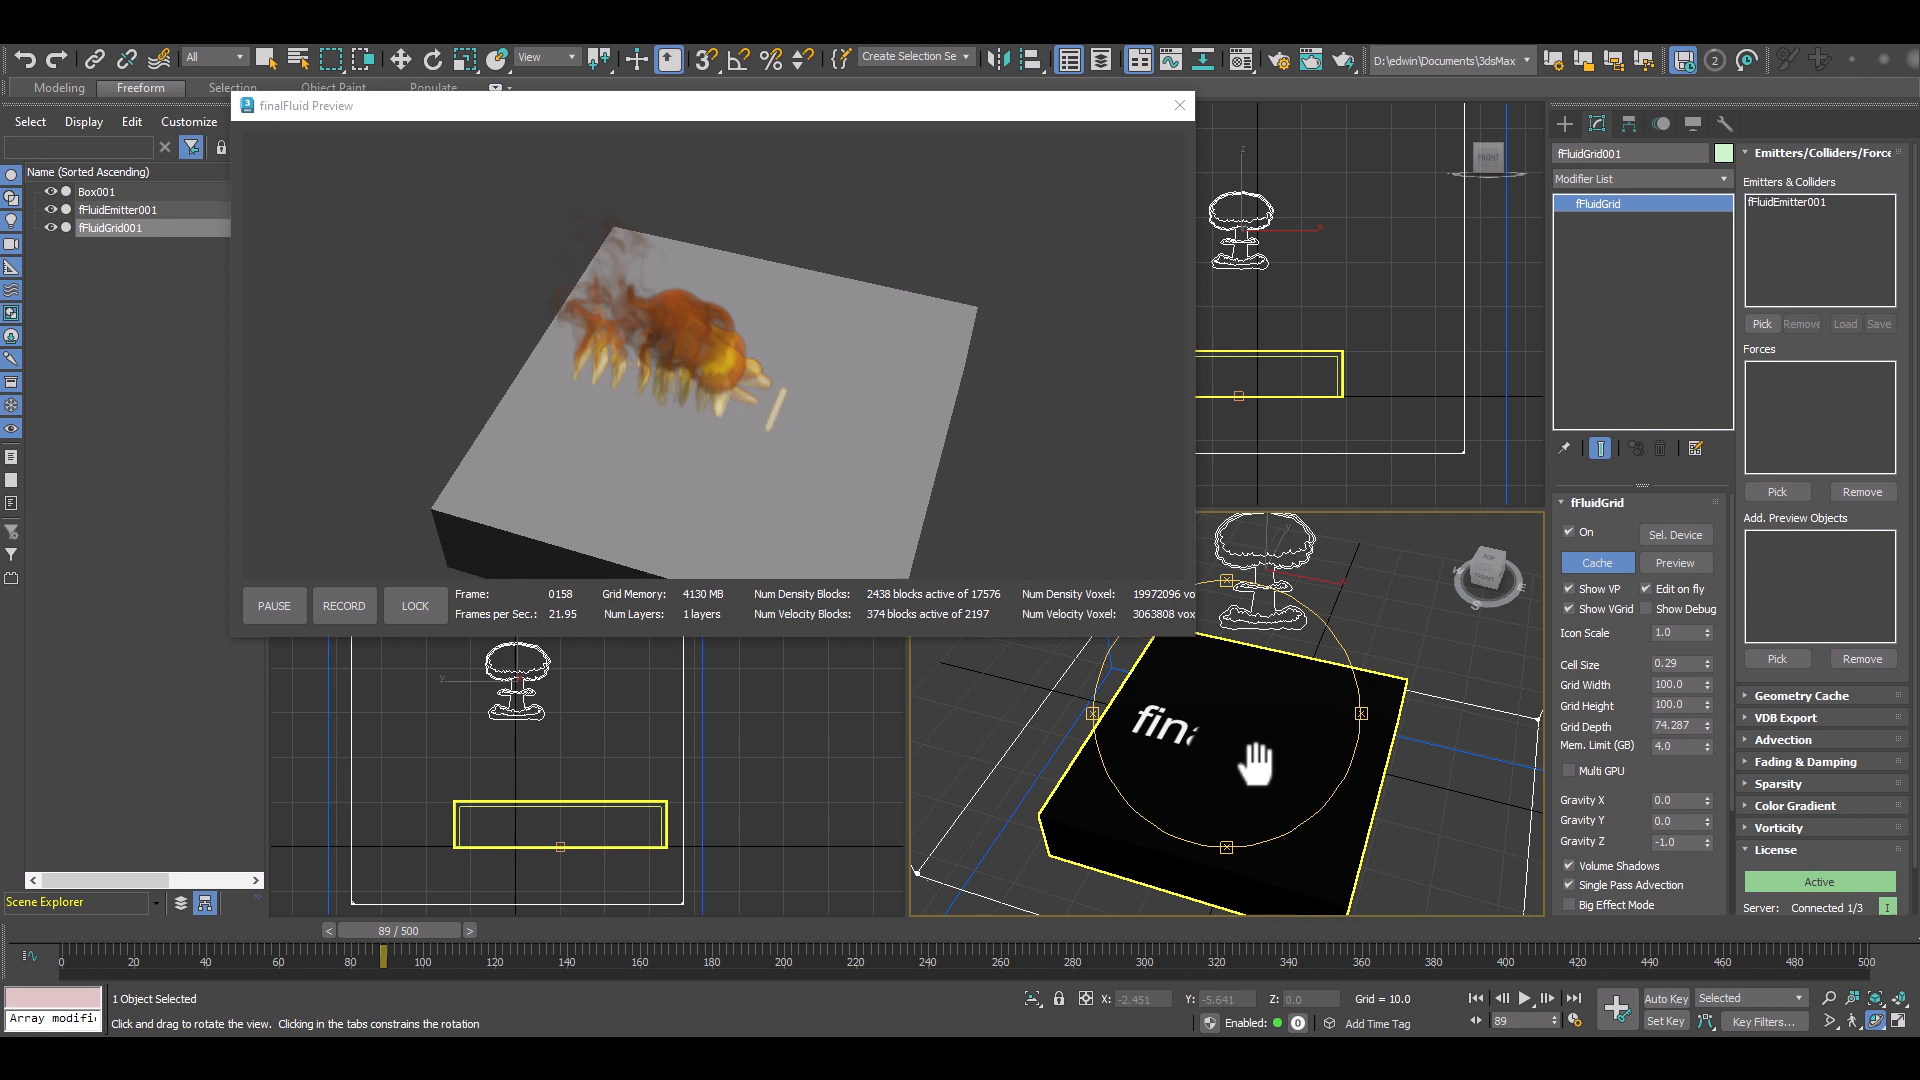 All
View
Create Selection Se
D:\edwin\Documents\3dsMax
2
Modeling
Freeform
Selection
Object Paint
Populate
Select
Display
Edit
Customize
Name (Sorted Ascending)
Box001
fFluidEmitter001
fFluidGrid001
finalFluid Preview
PAUSE
RECORD
LOCK
Frame: 0158
Grid Memory: 4130 MB
Num Density Blocks: 2438 blocks active of 17576
Num Density Voxel: 19972096 vo
Frames per Sec.: 21.95
Num Layers: 1 layers
Num Velocity Blocks: 374 blocks active of 2197
Num Velocity Voxel: 3063808 vox
z
x
FRONT
y
TOP
FRONT
W
S
E
fina
fFluidGrid001
Modifier List
fFluidGrid
fFluidGrid
On
Sel. Device
Cache
Preview
Show VP
Edit on fly
Show VGrid
Show Debug
Icon Scale 1.0
Cell Size 0.29
Grid Width 100.0
Grid Height 100.0
Grid Depth 74.287
Mem. Limit (GB) 4.0
Multi GPU
Gravity X 0.0
Gravity Y 0.0
Gravity Z -1.0
Volume Shadows
Single Pass Advection
Big Effect Mode
Emitters/Colliders/Force
Emitters & Colliders
fFluidEmitter001
Pick
Remove
Load
Save
Forces
Pick
Remove
Add. Preview Objects
Pick
Remove
Geometry Cache
VDB Export
Advection
Fading & Damping
Sparsity
Color Gradient
Vorticity
License
Active
Server: Connected 1/3
I
Scene Explorer
< 89 / 500 >
0 20 40 60 80 100 120 140 160 180 200 220 240 260 280 300 320 340 360 380 400 420 440 460 480 500
1 Object Selected
Array modifi
Click and drag to rotate the view. Clicking in the tabs constrains the rotation
X: -2.451
Y: -5.641
Z: 0.0
Grid = 10.0
Enabled:
0
Add Time Tag
89
Auto Key
Selected
Set Key
Key Filters...